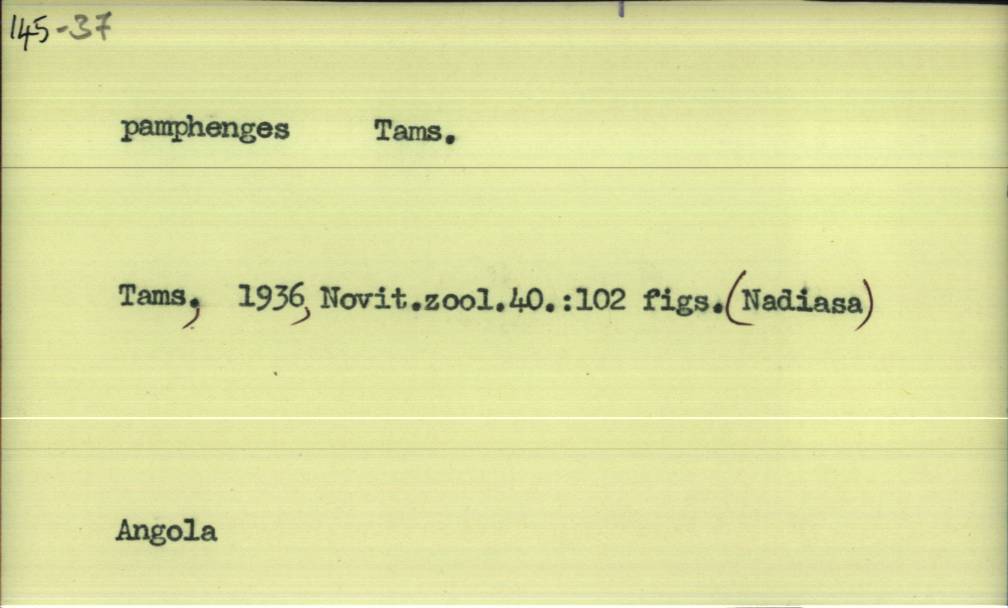 145-37
pamphenges Tams.
Tams., 1936, Novit.zool.40.:102 figs.(Nadiasa)
Angola